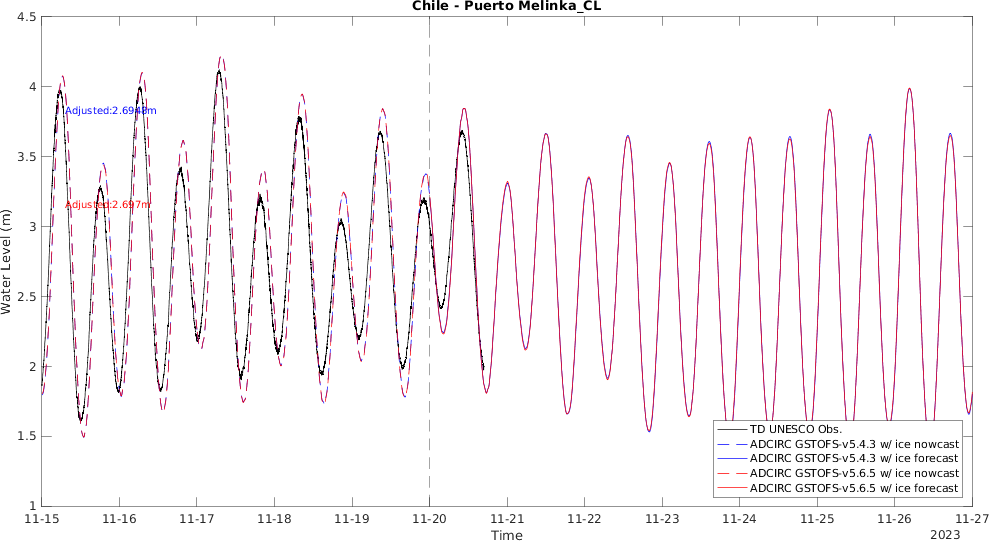 Chile - Puerto Melinka_CL
4.5
4
3.5
3
2.5
2
1.5
1
Water Level (m)
Adjusted:2.6948m
Adjusted:2.697m
TD UNESCO Obs.
ADCIRC GSTOFS-v5.4.3 w/ ice nowcast
ADCIRC GSTOFS-v5.4.3 w/ ice forecast
ADCIRC GSTOFS-v5.6.5 w/ ice nowcast
ADCIRC GSTOFS-v5.6.5 w/ ice forecast
11-15 11-16 11-17 11-18 11-19 11-20 11-21 11-22 11-23 11-24 11-25 11-26 11-27
Time
2023